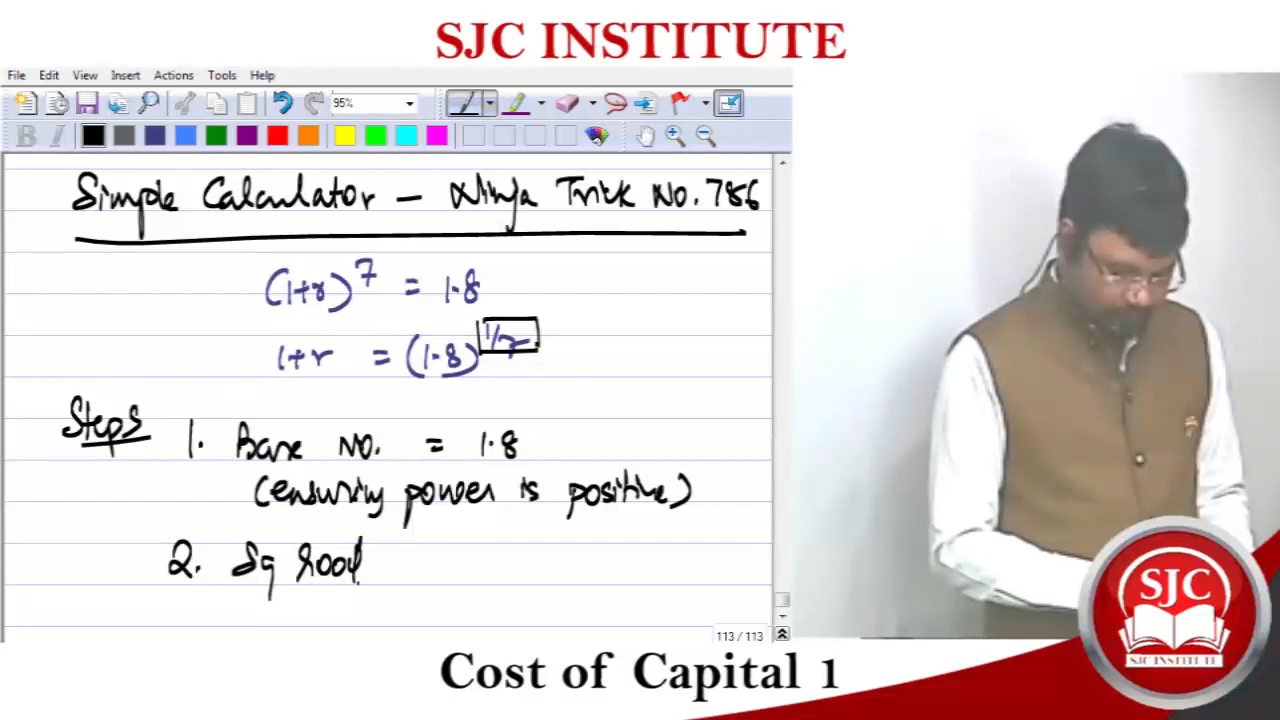 SJC INSTITUTE
File Edit View Insert Actions Tools Help
95%
B I
Simple Calculator – Ninja Trick No. 786
(1+r)^7 = 1.8
1+r = (1.8)^1/7
Steps 1. Base NO. = 1.8
(ensuring power is positive)
2. Sq root
113 / 113
SJC
SJC INSTITUTE
Cost of Capital 1